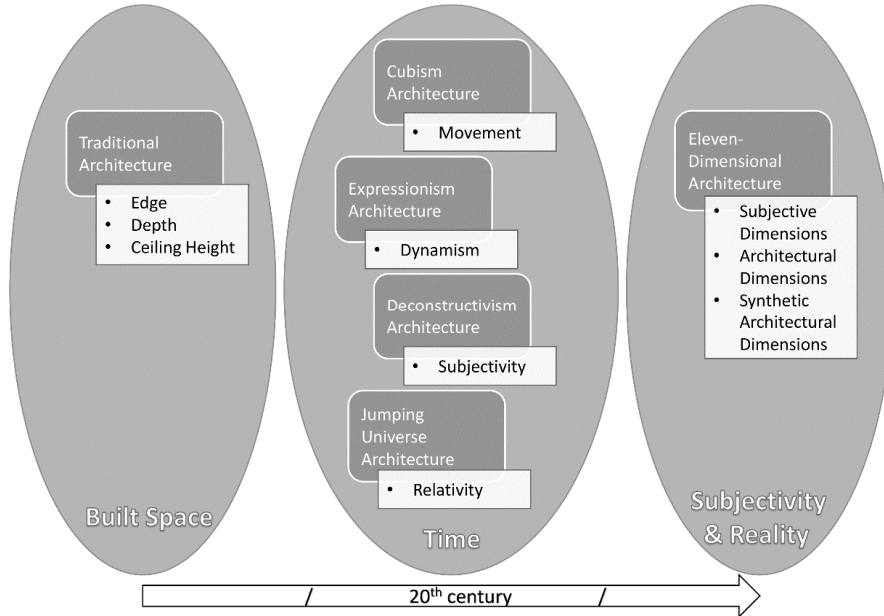 Traditional
Architecture
• Edge
• Depth
• Ceiling Height
Built Space
Cubism
Architecture
• Movement
Expressionism
Architecture
• Dynamism
Deconstructivism
Architecture
• Subjectivity
Jumping
Universe
Architecture
• Relativity
Time
Eleven-
Dimensional
Architecture
• Subjective
Dimensions
• Architectural
Dimensions
• Synthetic
Architectural
Dimensions
Subjectivity
& Reality
/ 20th century /